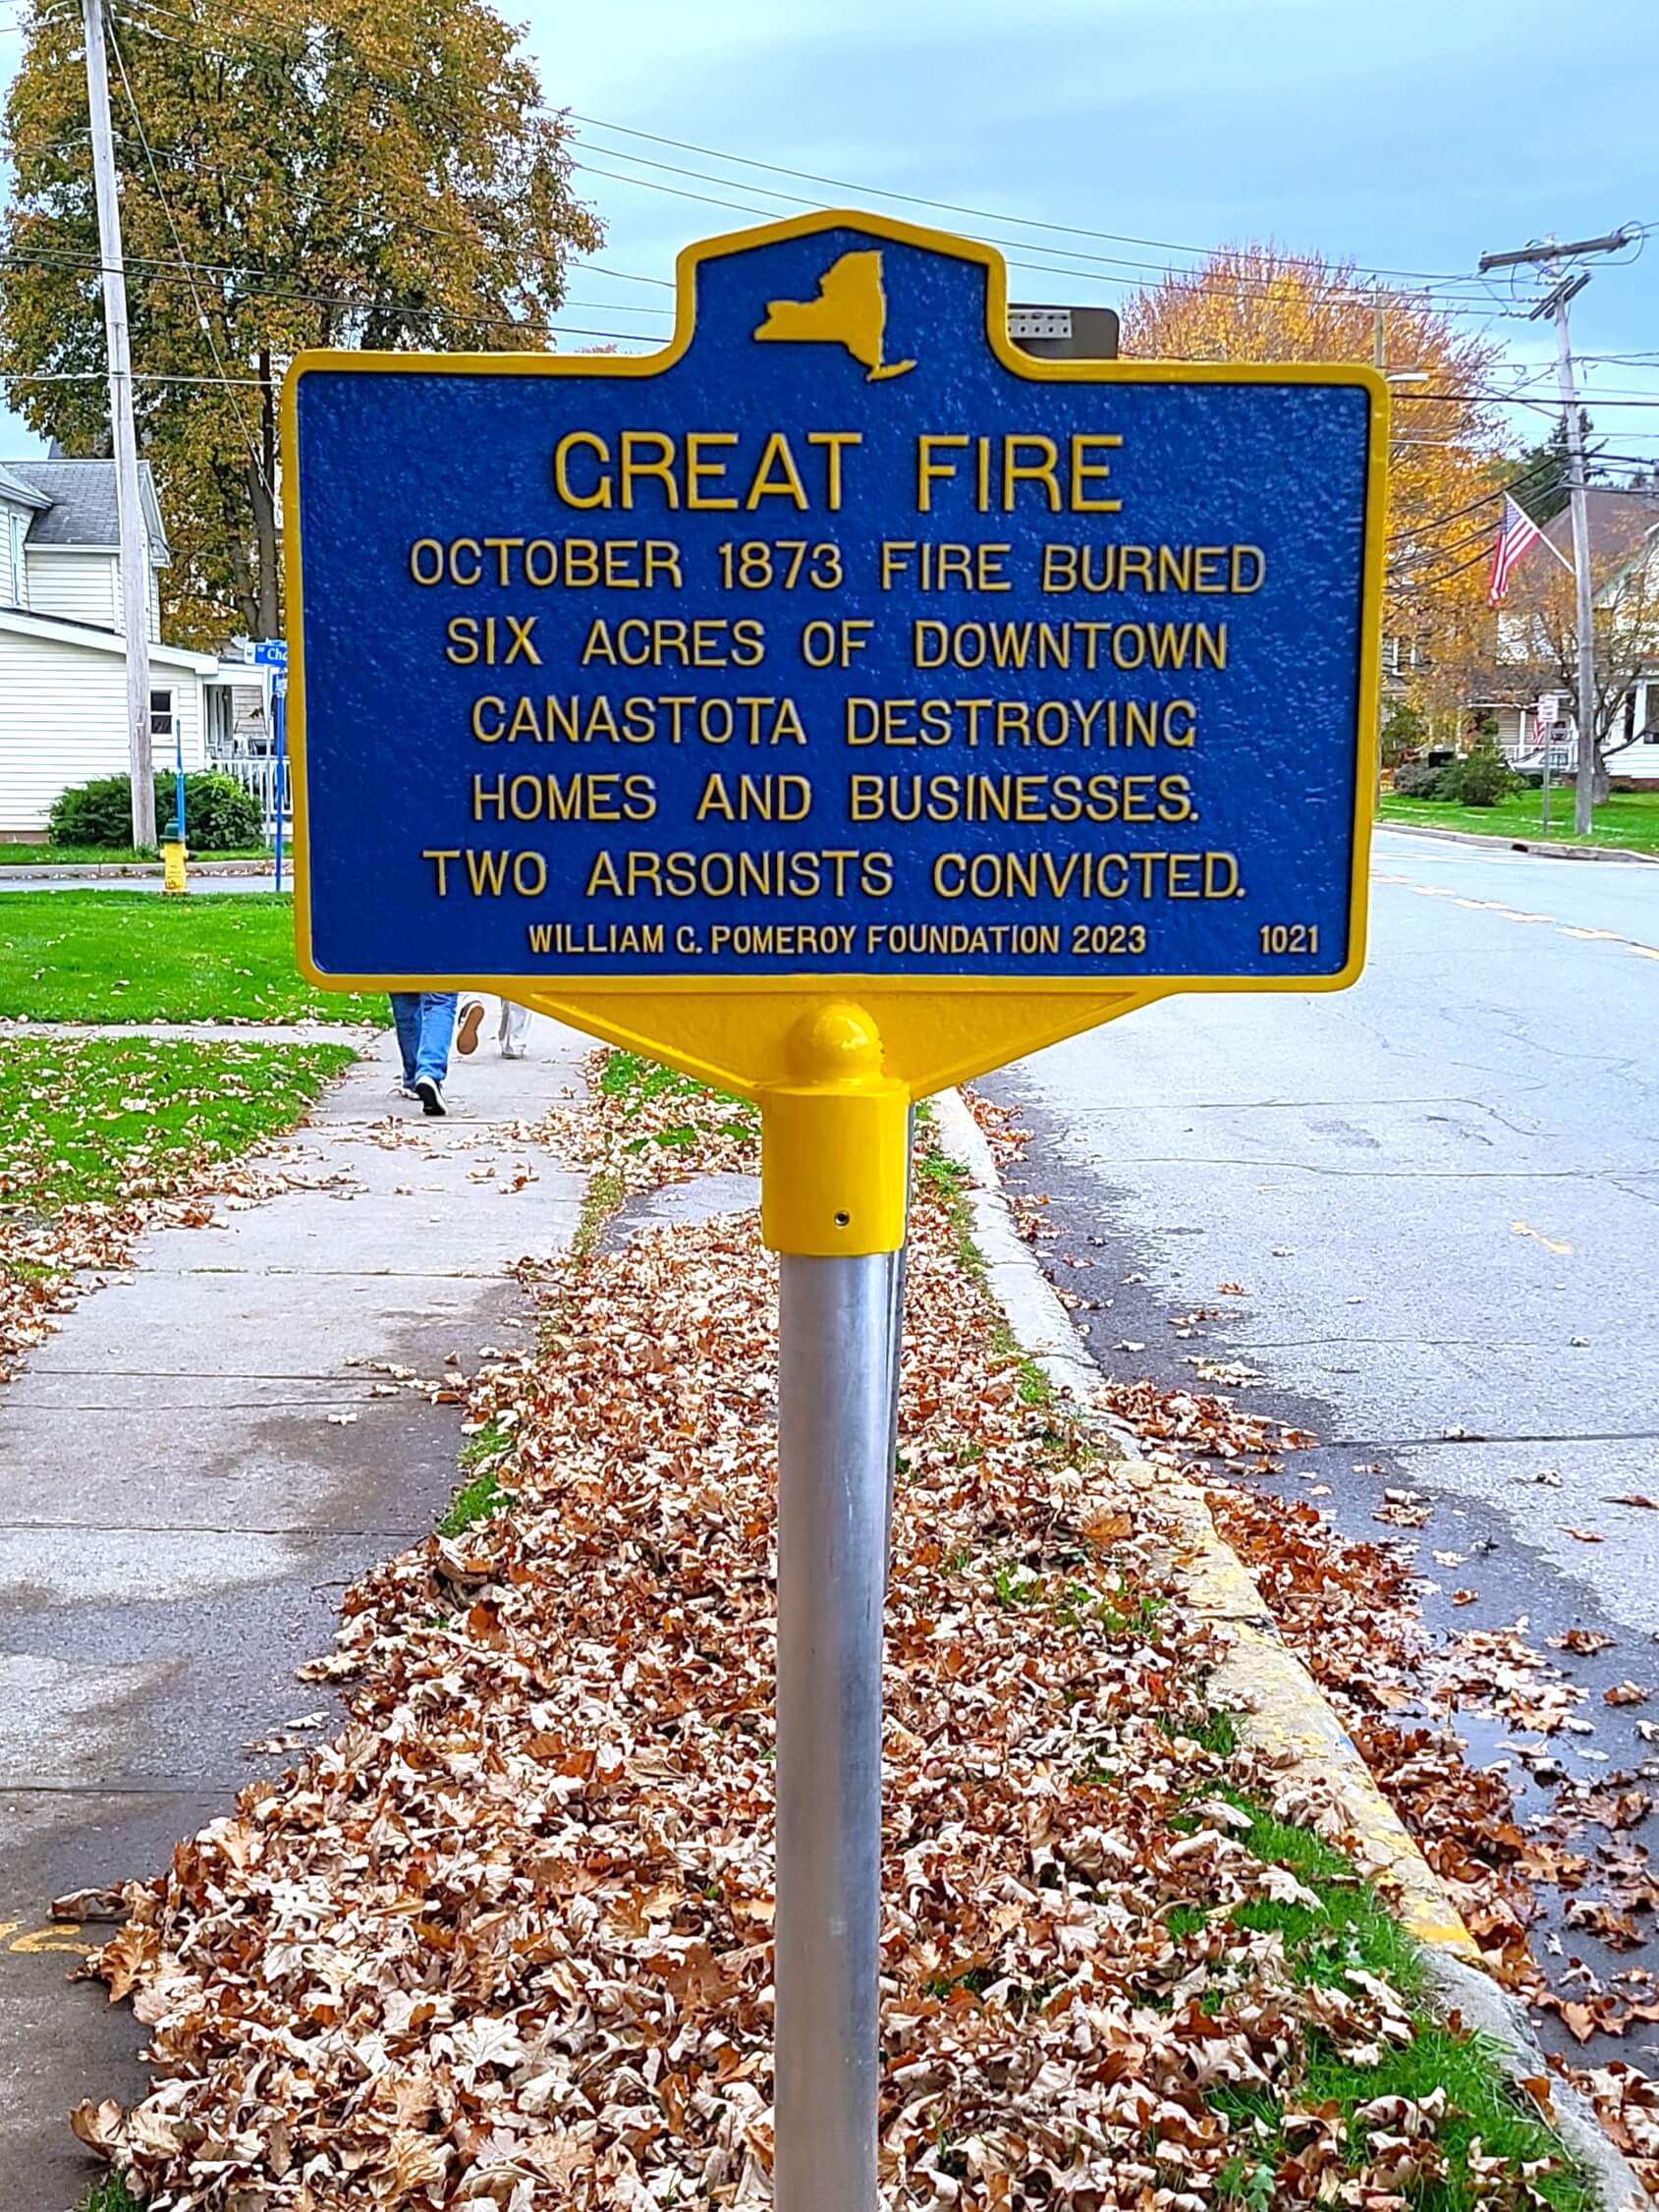 GREAT FIRE
OCTOBER 1873 FIRE BURNED
SIX ACRES OF DOWNTOWN
CANASTOTA DESTROYING
HOMES AND BUSINESSES.
TWO ARSONISTS CONVICTED.
WILLIAM G. POMEROY FOUNDATION 2023 1021